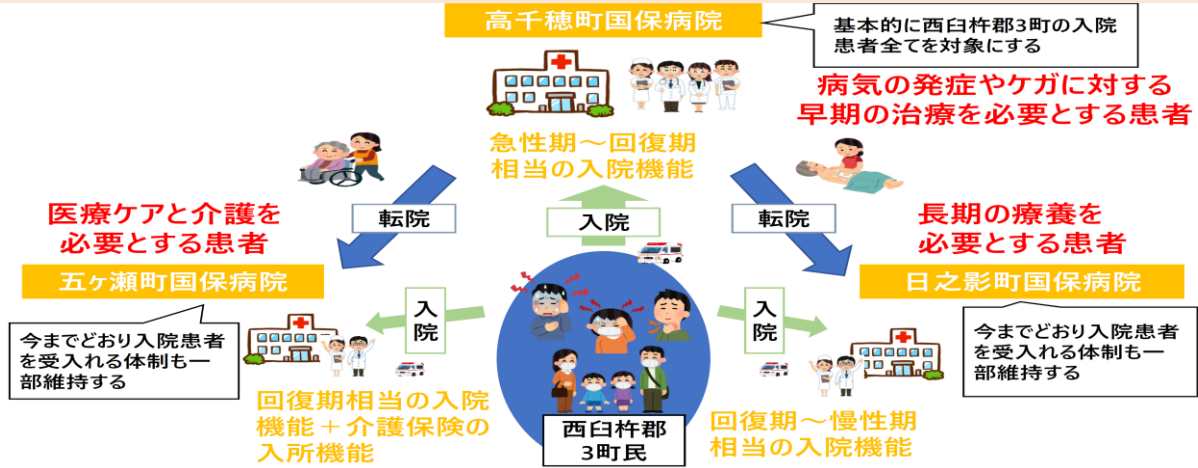 高千穂町国保病院
基本的に西臼杵郡3町の入院
患者全てを対象にする
病気の発症やケガに対する
早期の治療を必要とする患者
急性期～回復期
相当の入院機能
転院
入院
転院
医療ケアと介護を
必要とする患者
長期の療養を
必要とする患者
五ヶ瀬町国保病院
日之影町国保病院
今までどおり入院患者
を受入れる体制も一
部維持する
入
院
入
院
今までどおり入院患者
を受入れる体制も一
部維持する
回復期相当の入院
機能＋介護保険の
入所機能
西臼杵郡
3町民
回復期～慢性期
相当の入院機能